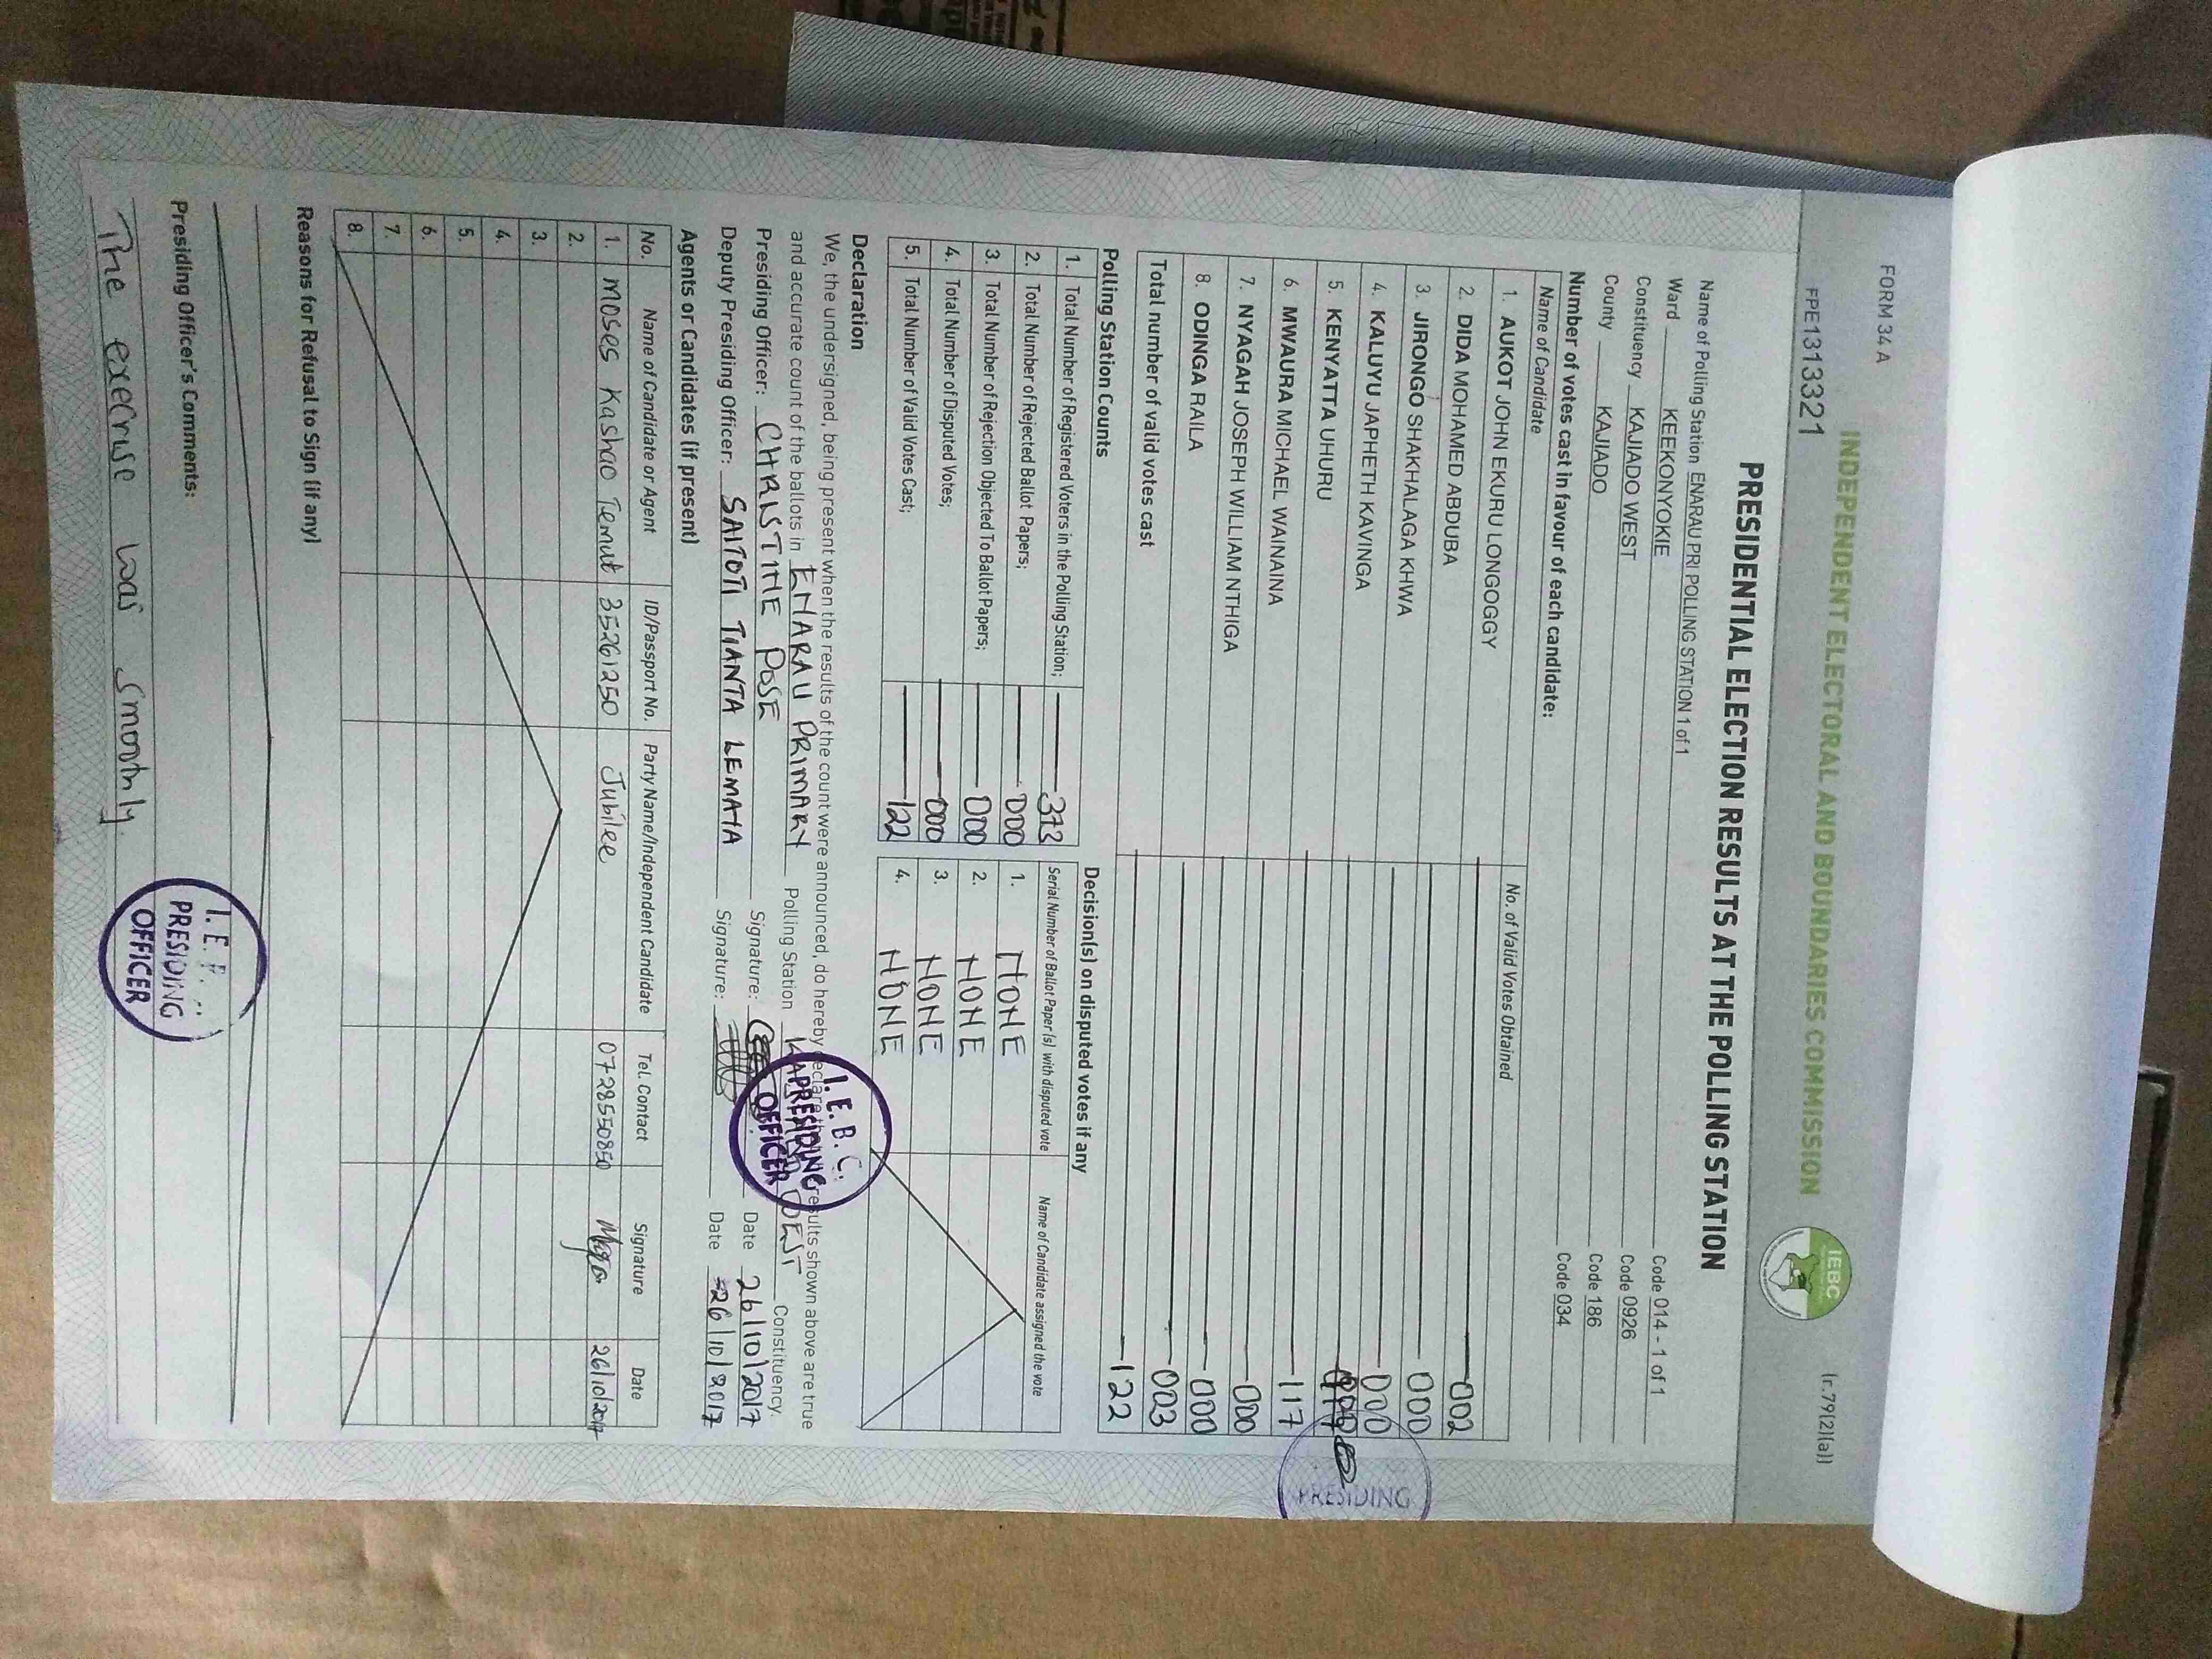 FORM 34 A
(r.79(2)(a))
INDEPENDENT ELECTORAL AND BOUNDARIES COMMISSION
IEBC
FPE1313321
PRESIDENTIAL ELECTION RESULTS AT THE POLLING STATION
Name of Polling Station ENARAU PRI POLLING STATION 1 of 1 Code 014 - 1 of 1
Ward KEEKONYOKIE Code 0926
Constituency KAJIADO WEST Code 186
County KAJIADO Code 034
Number of votes cast in favour of each candidate:
Name of Candidate No. of Valid Votes Obtained
1. AUKOT JOHN EKURU LONGOGGY 002
2. DIDA MOHAMED ABDUBA 000
3. JIRONGO SHAKHALAGA KHWA 000
4. KALUYU JAPHETH KAVINGA
5. KENYATTA UHURU 117
6. MWAURA MICHAEL WAINAINA 000
7. NYAGAH JOSEPH WILLIAM NTHIGA 000
8. ODINGA RAILA 003
Total number of valid votes cast 122
PRESIDING
Polling Station Counts
1. Total Number of Registered Voters in the Polling Station; 373
2. Total Number of Rejected Ballot Papers; 000
3. Total Number of Rejection Objected To Ballot Papers; 000
4. Total Number of Disputed Votes; 000
5. Total Number of Valid Votes Cast; 122
Decision(s) on disputed votes if any
Serial Number of Ballot Paper(s) with disputed vote Name of Candidate assigned the vote
1. NONE
2. NONE
3. NONE
4. NONE
Declaration
We, the undersigned, being present when the results of the count were announced, do hereby declare that the results shown above are true
and accurate count of the ballots in ENARAU PRIMARY Polling Station KAJIADO WEST Constituency.
Presiding Officer: CHRISTINE POSE Signature: Date 26/10/2017
Deputy Presiding Officer: SAITOTI TIANTA LEMAIA Signature: Date 26/10/2017
I. E. B. C.
PRESIDING
OFFICER
Agents or Candidates (if present)
No. Name of Candidate or Agent ID/Passport No. Party Name/Independent Candidate Tel. Contact Signature Date
1. Moses Kashao Temut 35261250 Jubilee 0728550850 26/10/2017
2.
3.
4.
5.
6.
7.
8.
Reasons for Refusal to Sign (if any)
Presiding Officer's Comments:
The exercise was smoothly.
I. E. B. C.
PRESIDING
OFFICER